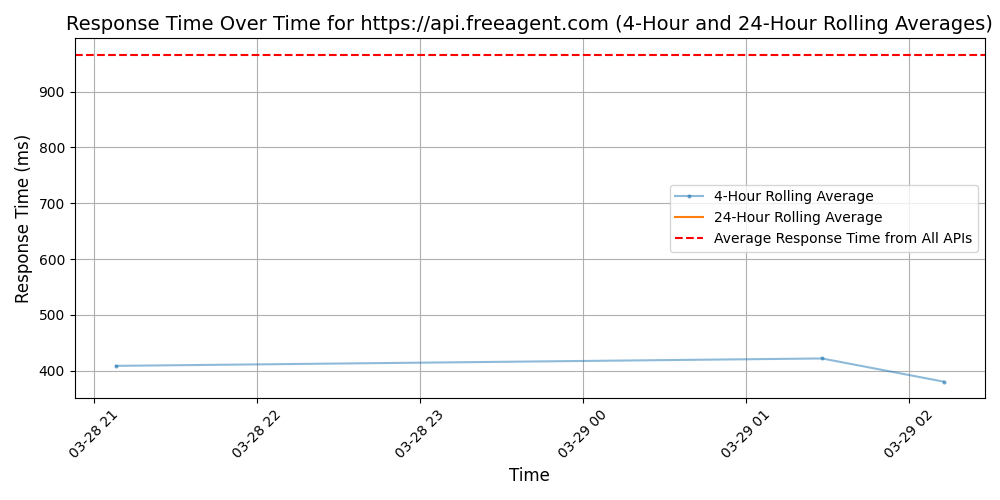 Response Time Over Time for https://api.freeagent.com (4-Hour and 24-Hour Rolling Averages)
Response Time (ms)
900
800
700
600
500
400
4-Hour Rolling Average
24-Hour Rolling Average
Average Response Time from All APIs
03-28 21
03-28 22
03-28 23
03-29 00
03-29 01
03-29 02
Time